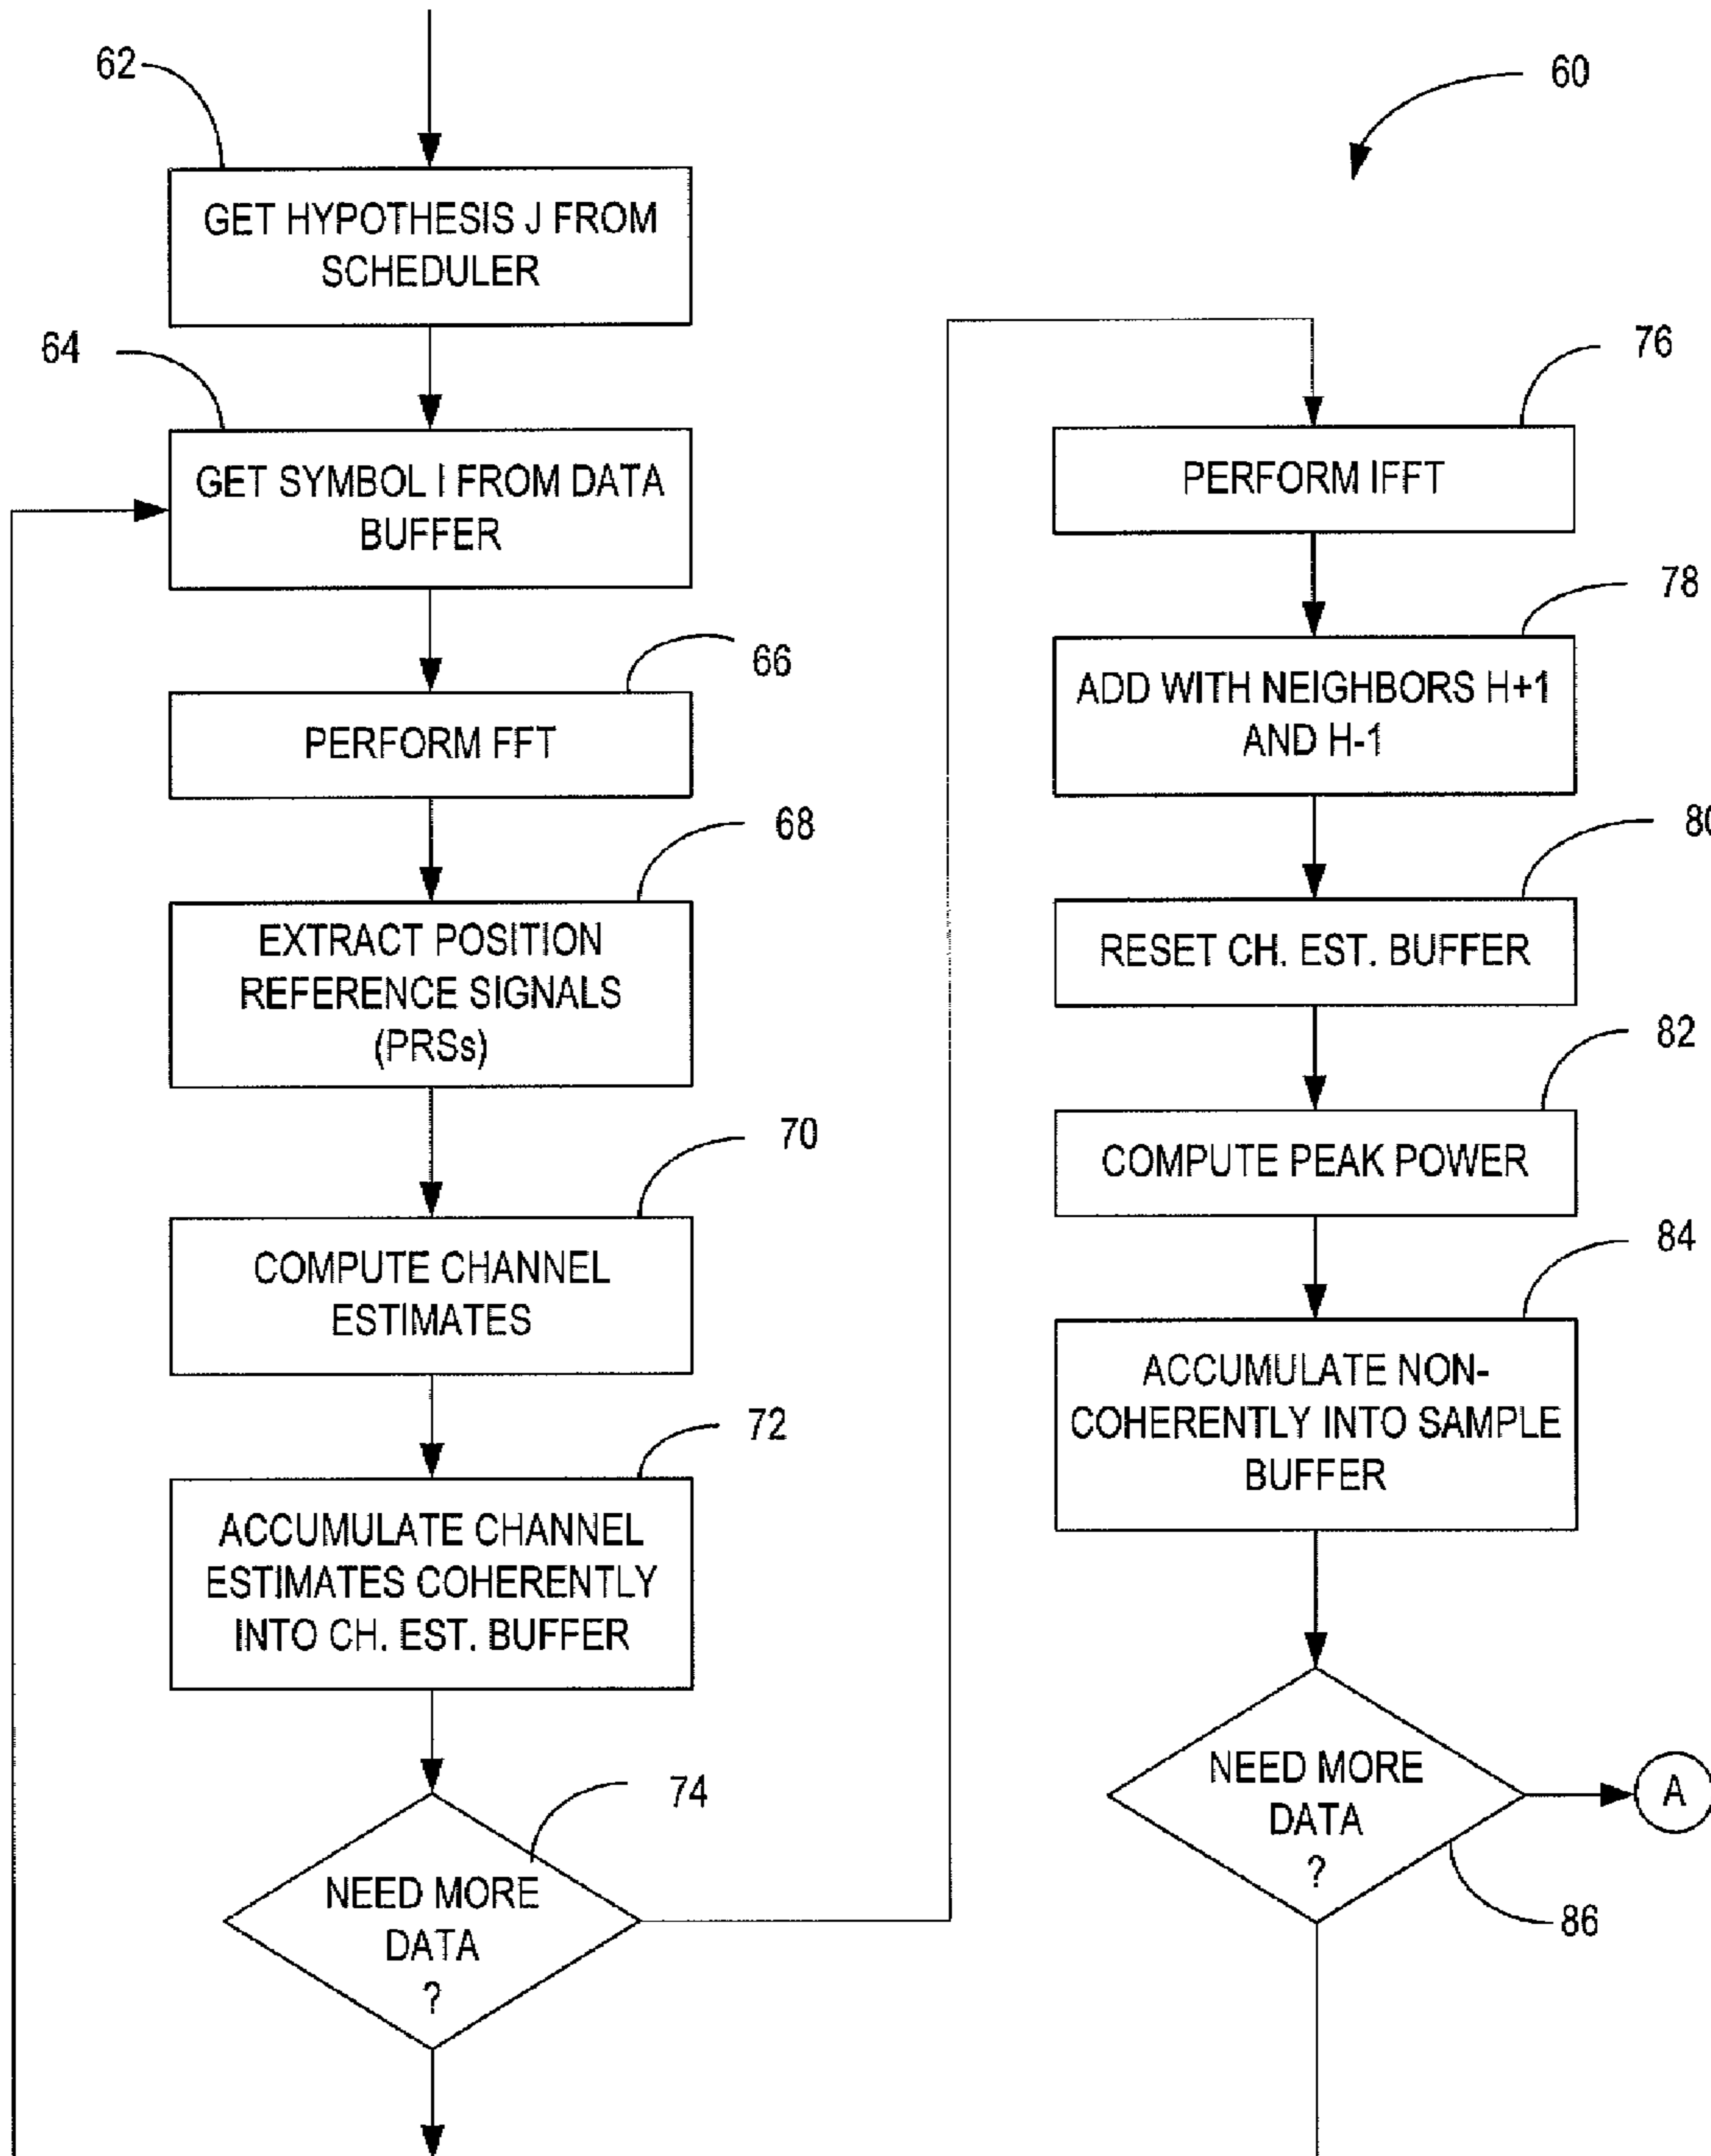 62
60
GET HYPOTHESIS J FROM
SCHEDULER
64
GET SYMBOL I FROM DATA
BUFFER
66
PERFORM FFT
68
EXTRACT POSITION
REFERENCE SIGNALS
(PRSs)
70
COMPUTE CHANNEL
ESTIMATES
72
ACCUMULATE CHANNEL
ESTIMATES COHERENTLY
INTO CH. EST. BUFFER
74
NEED MORE
DATA
?
76
PERFORM IFFT
78
ADD WITH NEIGHBORS H+1
AND H-1
80
RESET CH. EST. BUFFER
82
COMPUTE PEAK POWER
84
ACCUMULATE NON-
COHERENTLY INTO SAMPLE
BUFFER
NEED MORE
DATA
?
A
86